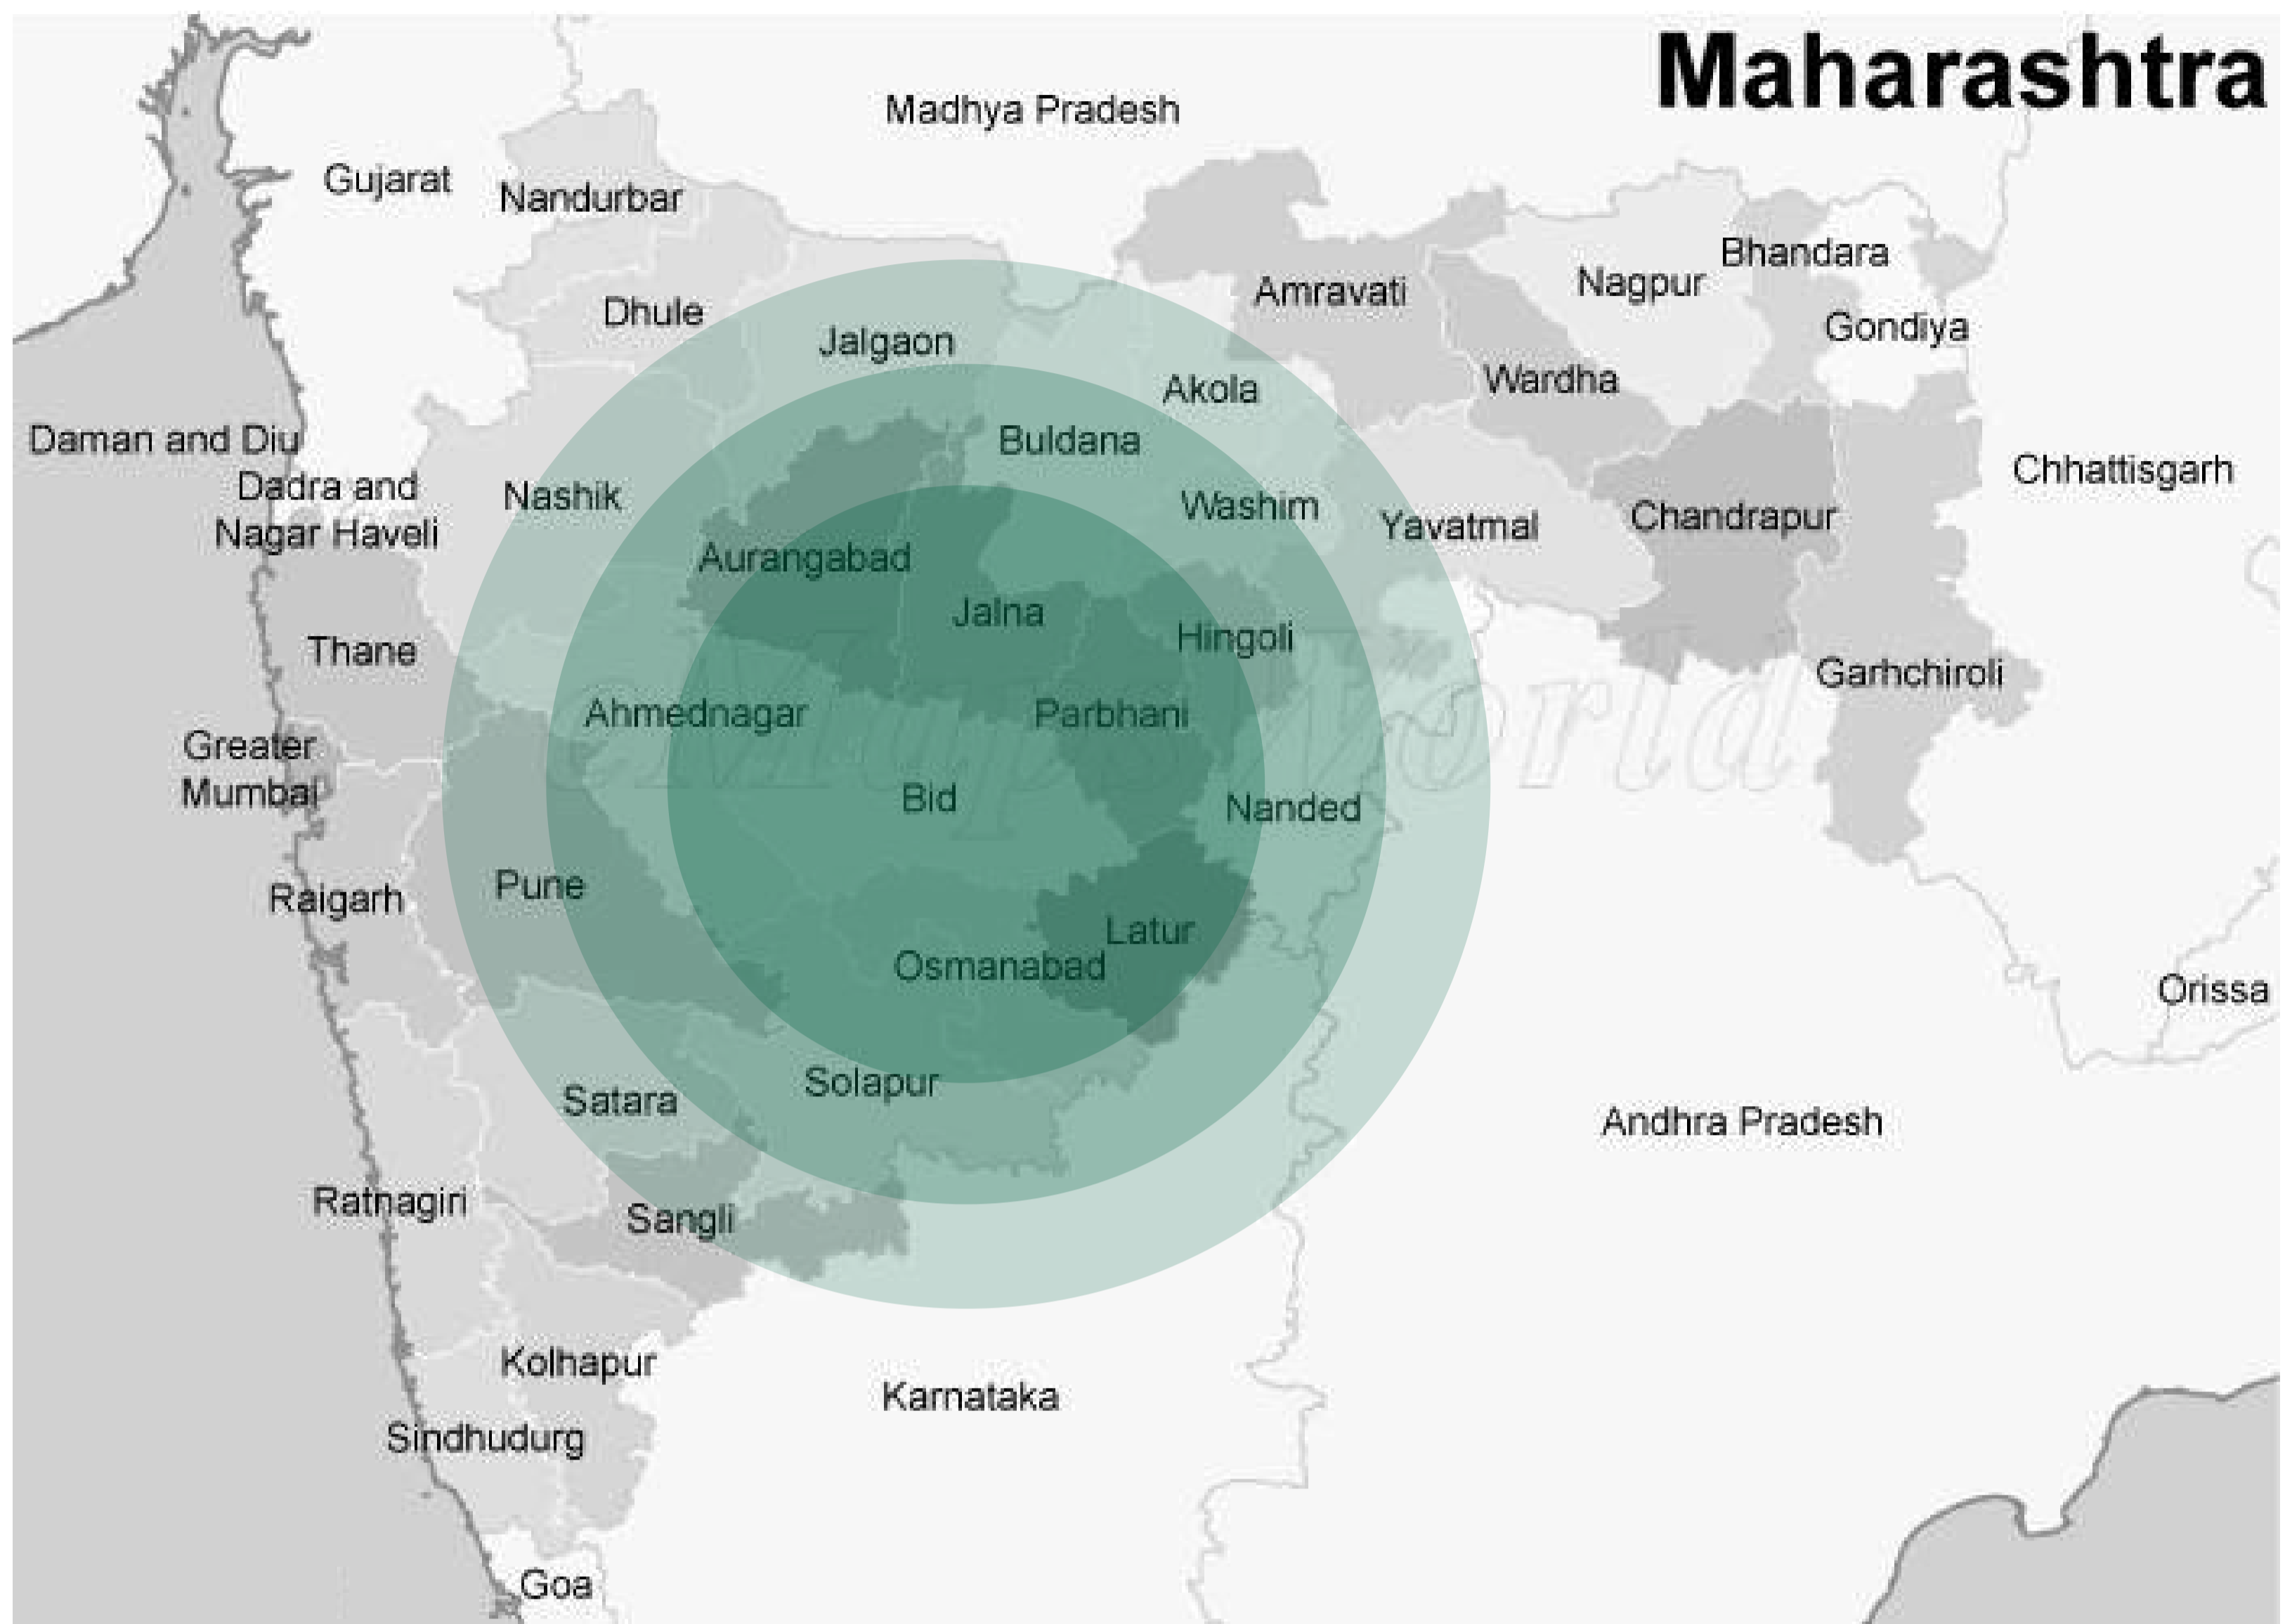 Maharashtra
Madhya Pradesh
Gujarat
Nandurbar
Bhandara
Nagpur
Amravati
Dhule
Gondiya
Jalgaon
Wardha
Akola
Daman and Diu
Buldana
Chhattisgarh
Dadra and
Nagar Haveli
Nashik
Washim
Chandrapur
Yavatmal
Aurangabad
Jalna
Hingoli
Thane
Garhchiroli
Ahmednagar
Parbhani
Greater
Mumbai
Bid
Nanded
Pune
Raigarh
Latur
Osmanabad
Orissa
Solapur
Satara
Andhra Pradesh
Ratnagiri
Sangli
Kolhapur
Karnataka
Sindhudurg
Goa